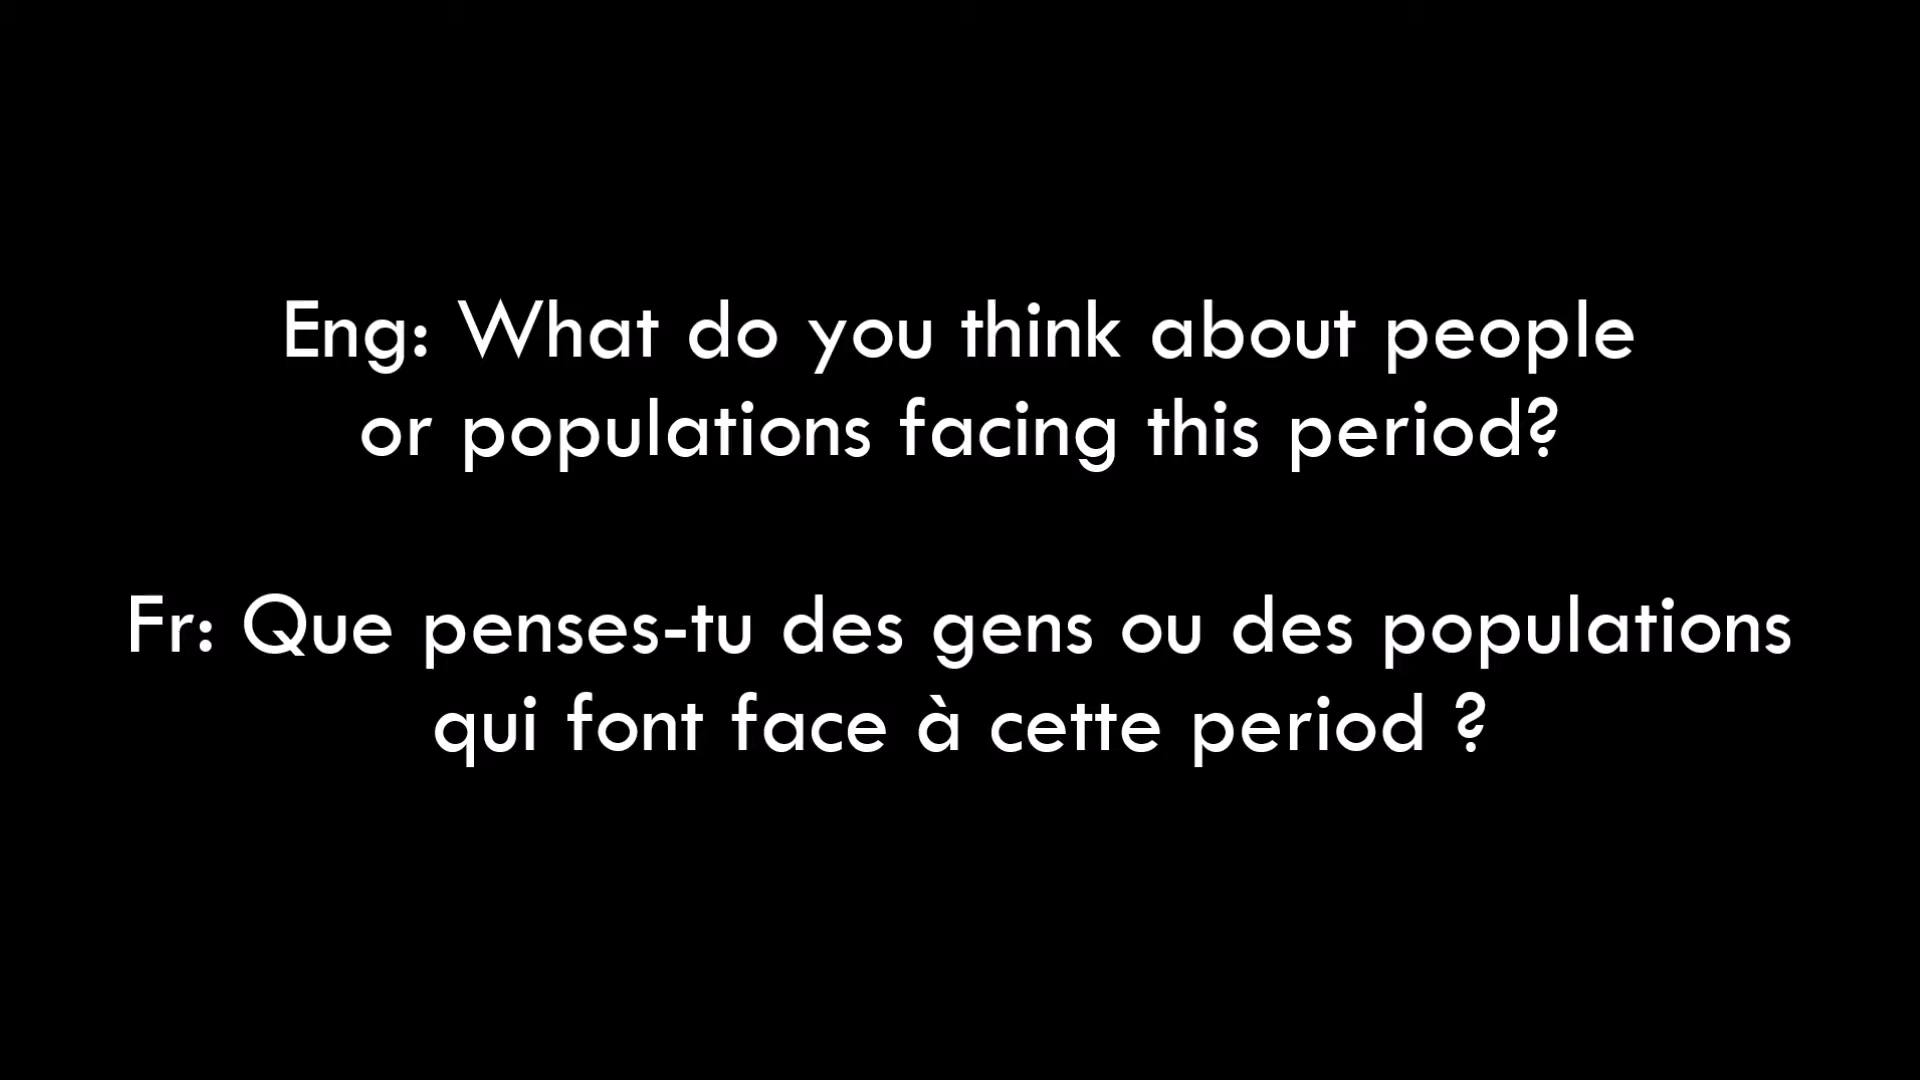 Eng: What do you think about people
or populations facing this period?
Fr: Que penses-tu des gens ou des populations
qui font face à cette period ?